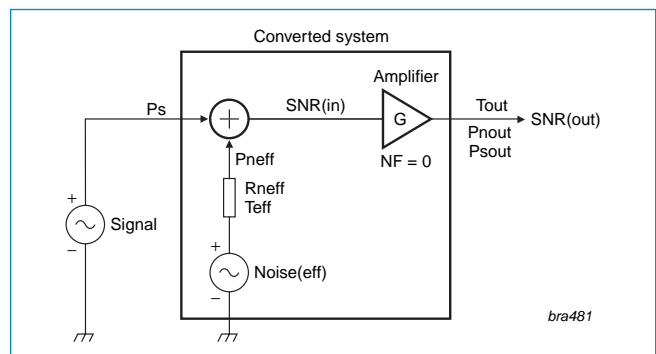 Converted system
Amplifier
Ps
SNR(in)
G
Tout
Pnout
Psout
SNR(out)
NF = 0
Pneff
Rneff
Teff
+
Signal
−
+
Noise(eff)
−
bra481